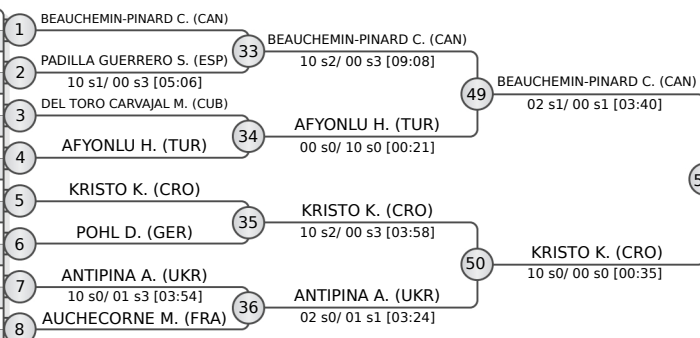 1
BEAUCHEMIN-PINARD C. (CAN)
33
BEAUCHEMIN-PINARD C. (CAN)
10 s2/ 00 s3 [09:08]
2
PADILLA GUERRERO S. (ESP)
10 s1/ 00 s3 [05:06]
49
BEAUCHEMIN-PINARD C. (CAN)
02 s1/ 00 s1 [03:40]
3
DEL TORO CARVAJAL M. (CUB)
34
AFYONLU H. (TUR)
00 s0/ 10 s0 [00:21]
4
AFYONLU H. (TUR)
5
KRISTO K. (CRO)
35
KRISTO K. (CRO)
10 s2/ 00 s3 [03:58]
6
POHL D. (GER)
50
KRISTO K. (CRO)
10 s0/ 00 s0 [00:35]
7
ANTIPINA A. (UKR)
10 s0/ 01 s3 [03:54]
36
ANTIPINA A. (UKR)
02 s0/ 01 s1 [03:24]
8
AUCHECORNE M. (FRA)